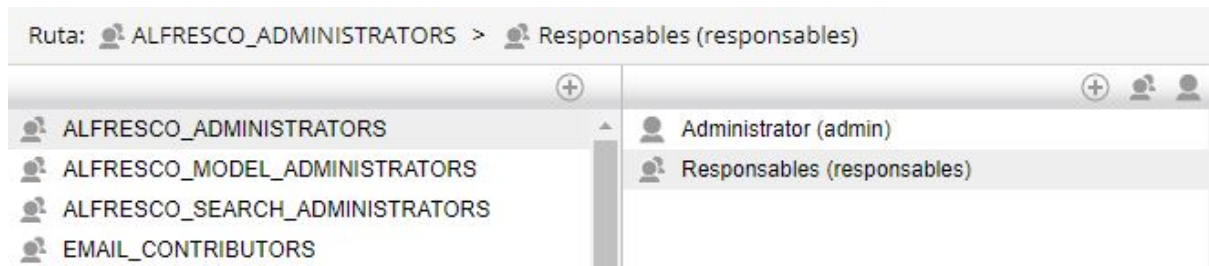 Ruta: ALFRESCO_ADMINISTRATORS > Responsables (responsables)
ALFRESCO_ADMINISTRATORS
ALFRESCO_MODEL_ADMINISTRATORS
ALFRESCO_SEARCH_ADMINISTRATORS
EMAIL_CONTRIBUTORS
Administrator (admin)
Responsables (responsables)